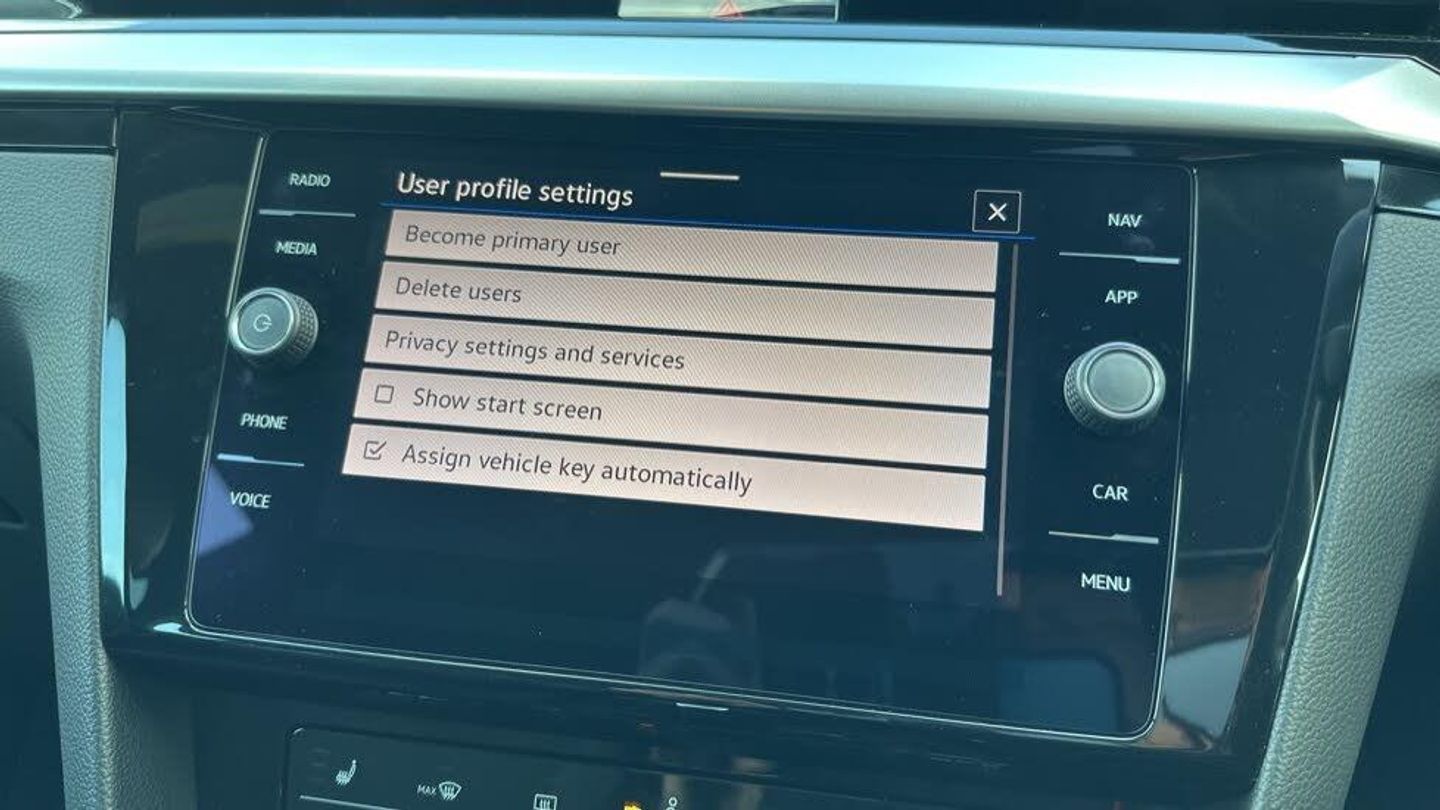 RADIO
MEDIA
PHONE
VOICE
User profile settings
Become primary user
Delete users
Privacy settings and services
Show start screen
Assign vehicle key automatically
NAV
APP
CAR
MENU
MAX